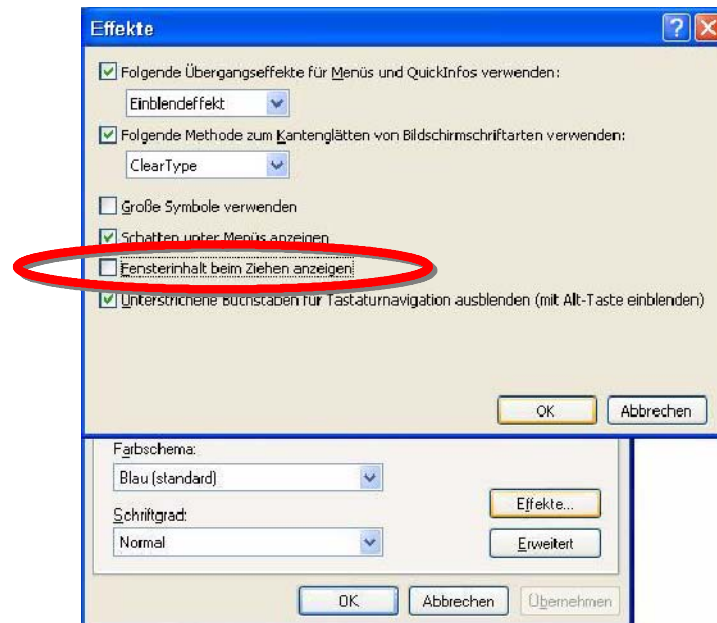 Effekte
Folgende Übergangseffekte für Menüs und QuickInfos verwenden:
Einblendeffekt
Folgende Methode zum Kantenglätten von Bildschirmschriftarten verwenden:
ClearType
Große Symbole verwenden
Schatten unter Menüs anzeigen
Fensterinhalt beim Ziehen anzeigen
Unterstrichene Buchstaben für Tastaturnavigation ausblenden (mit Alt-Taste einblenden)
OK Abbrechen
Farbschema:
Blau (standard)
Effekte...
Schriftgrad:
Normal
Erweitert
OK Abbrechen Übernehmen